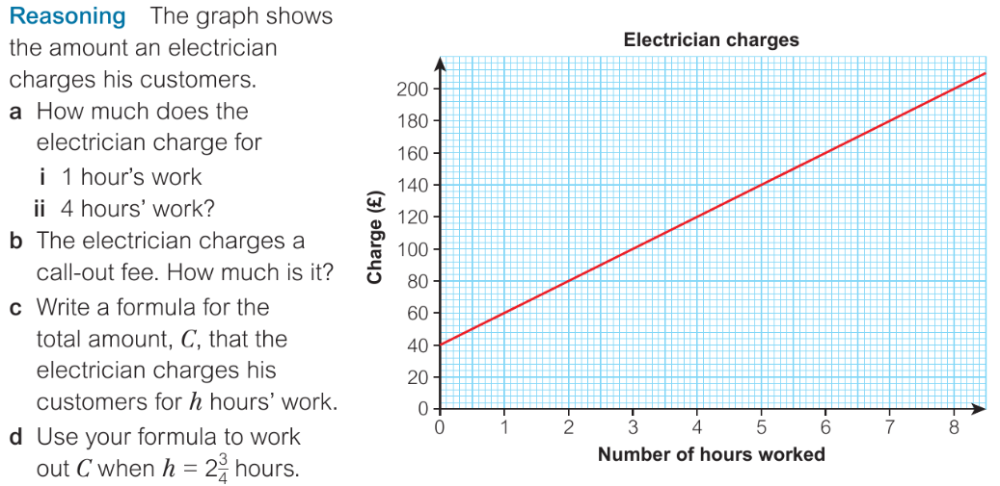 Reasoning The graph shows
the amount an electrician
charges his customers.
a How much does the
electrician charge for
i 1 hour's work
ii 4 hours' work?
b The electrician charges a
call-out fee. How much is it?
c Write a formula for the
total amount, C, that the
electrician charges his
customers for h hours' work.
d Use your formula to work
out C when h = 2¾ hours.
Electrician charges
Charge (£)
200
180
160
140
120
100
80
60
40
20
0
0 1 2 3 4 5 6 7 8
Number of hours worked